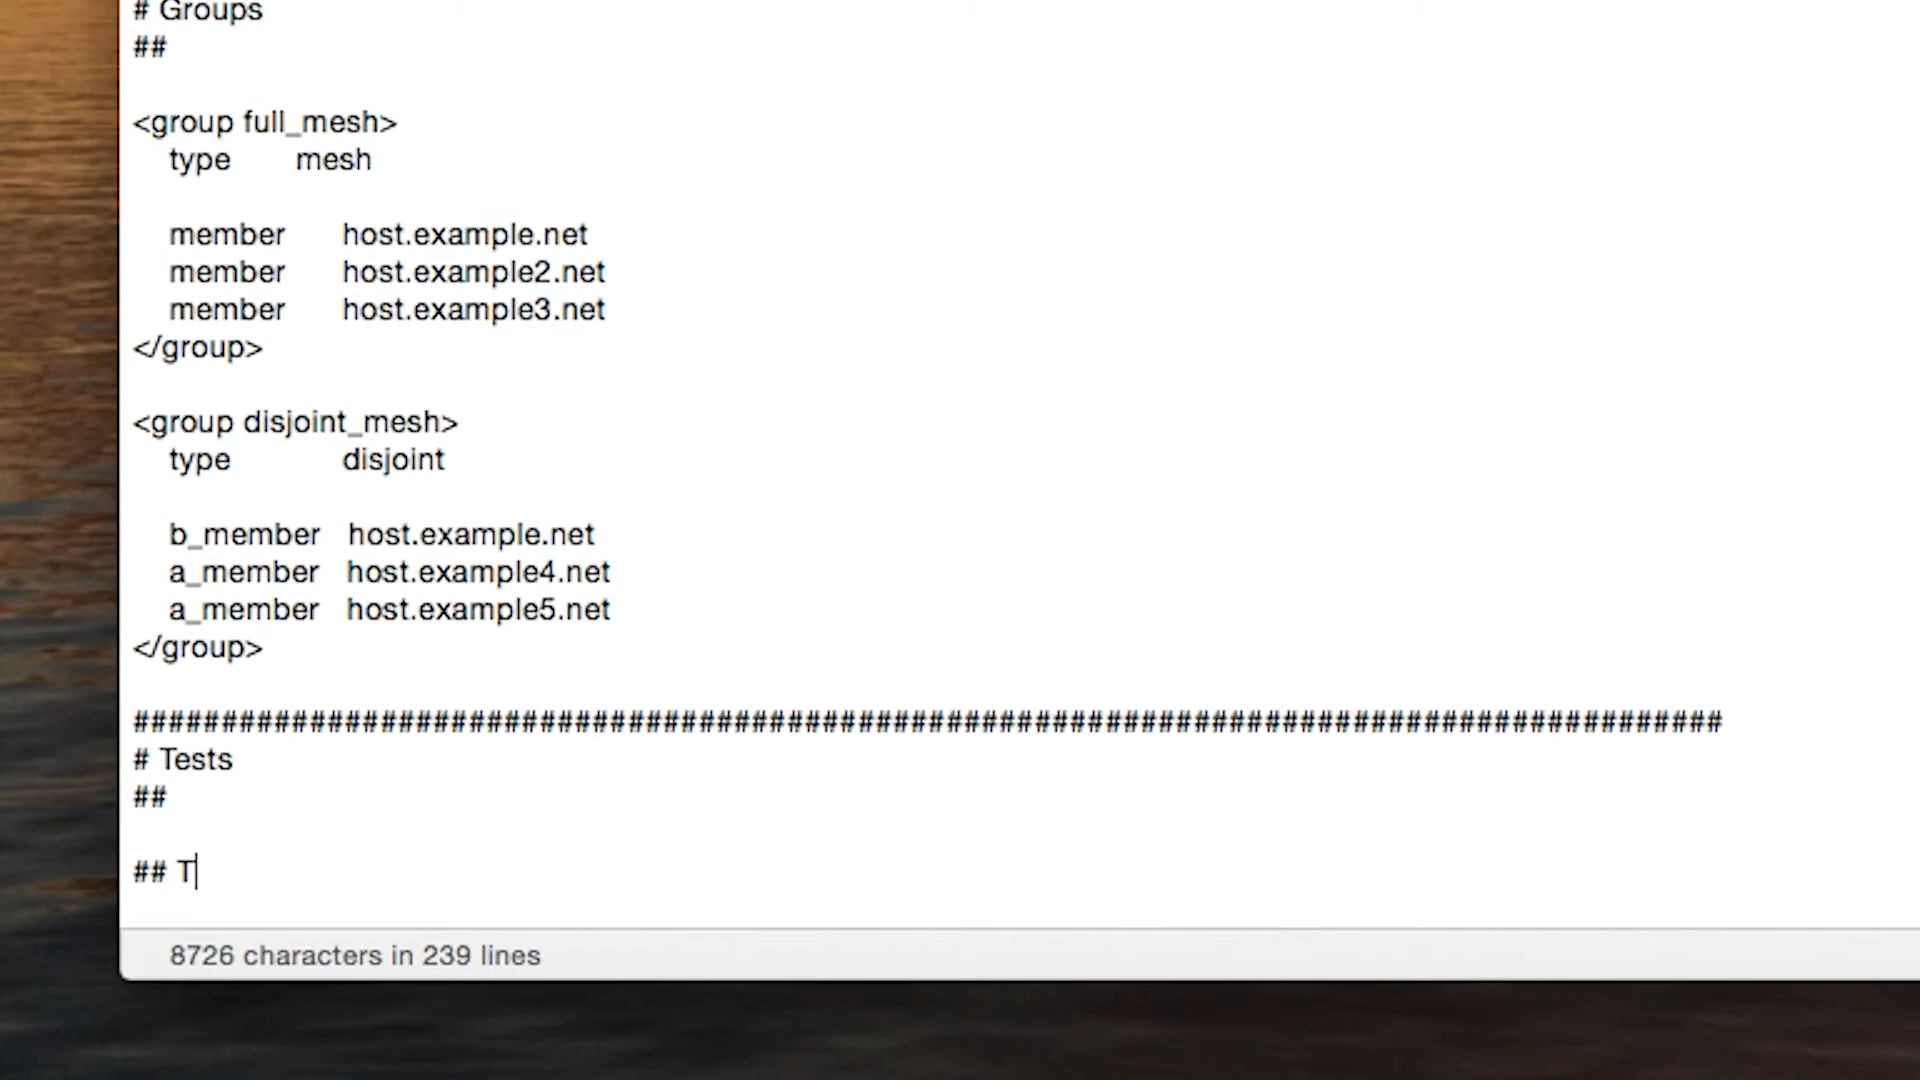 # Groups
##
<group full_mesh>
type mesh
member host.example.net
member host.example2.net
member host.example3.net
</group>
<group disjoint_mesh>
type disjoint
b_member host.example.net
a_member host.example4.net
a_member host.example5.net
</group>
##########################################################################################
# Tests
##
## T
8726 characters in 239 lines